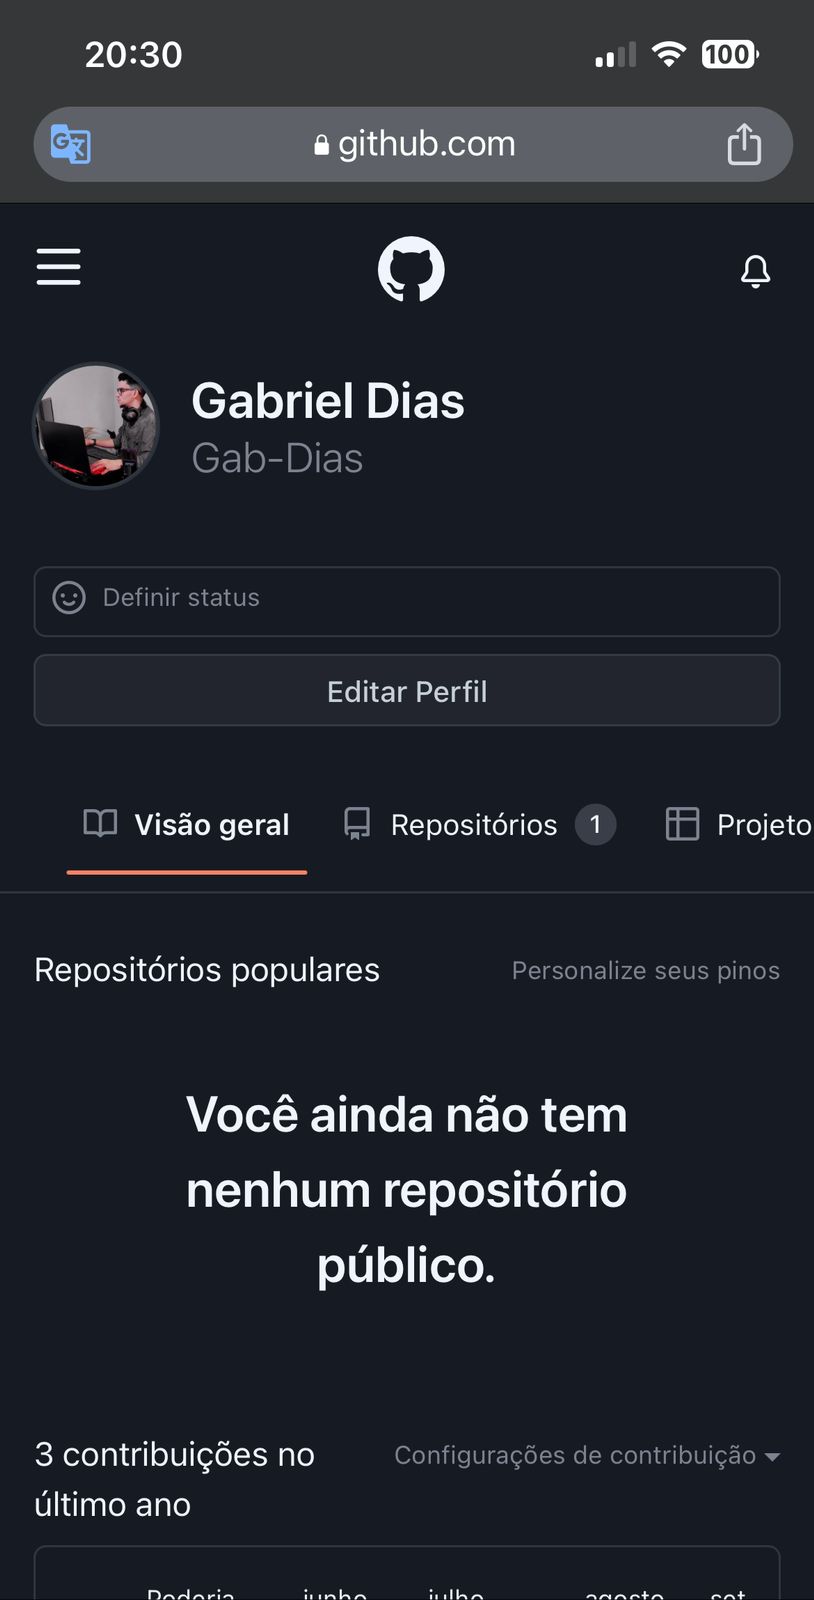 20:30
100
github.com
Gabriel Dias
Gab-Dias
Definir status
Editar Perfil
Visão geral
Repositórios 1
Projeto
Repositórios populares
Personalize seus pinos
Você ainda não tem
nenhum repositório
público.
3 contribuições no
último ano
Configurações de contribuição
Poderia junho julho agosto set